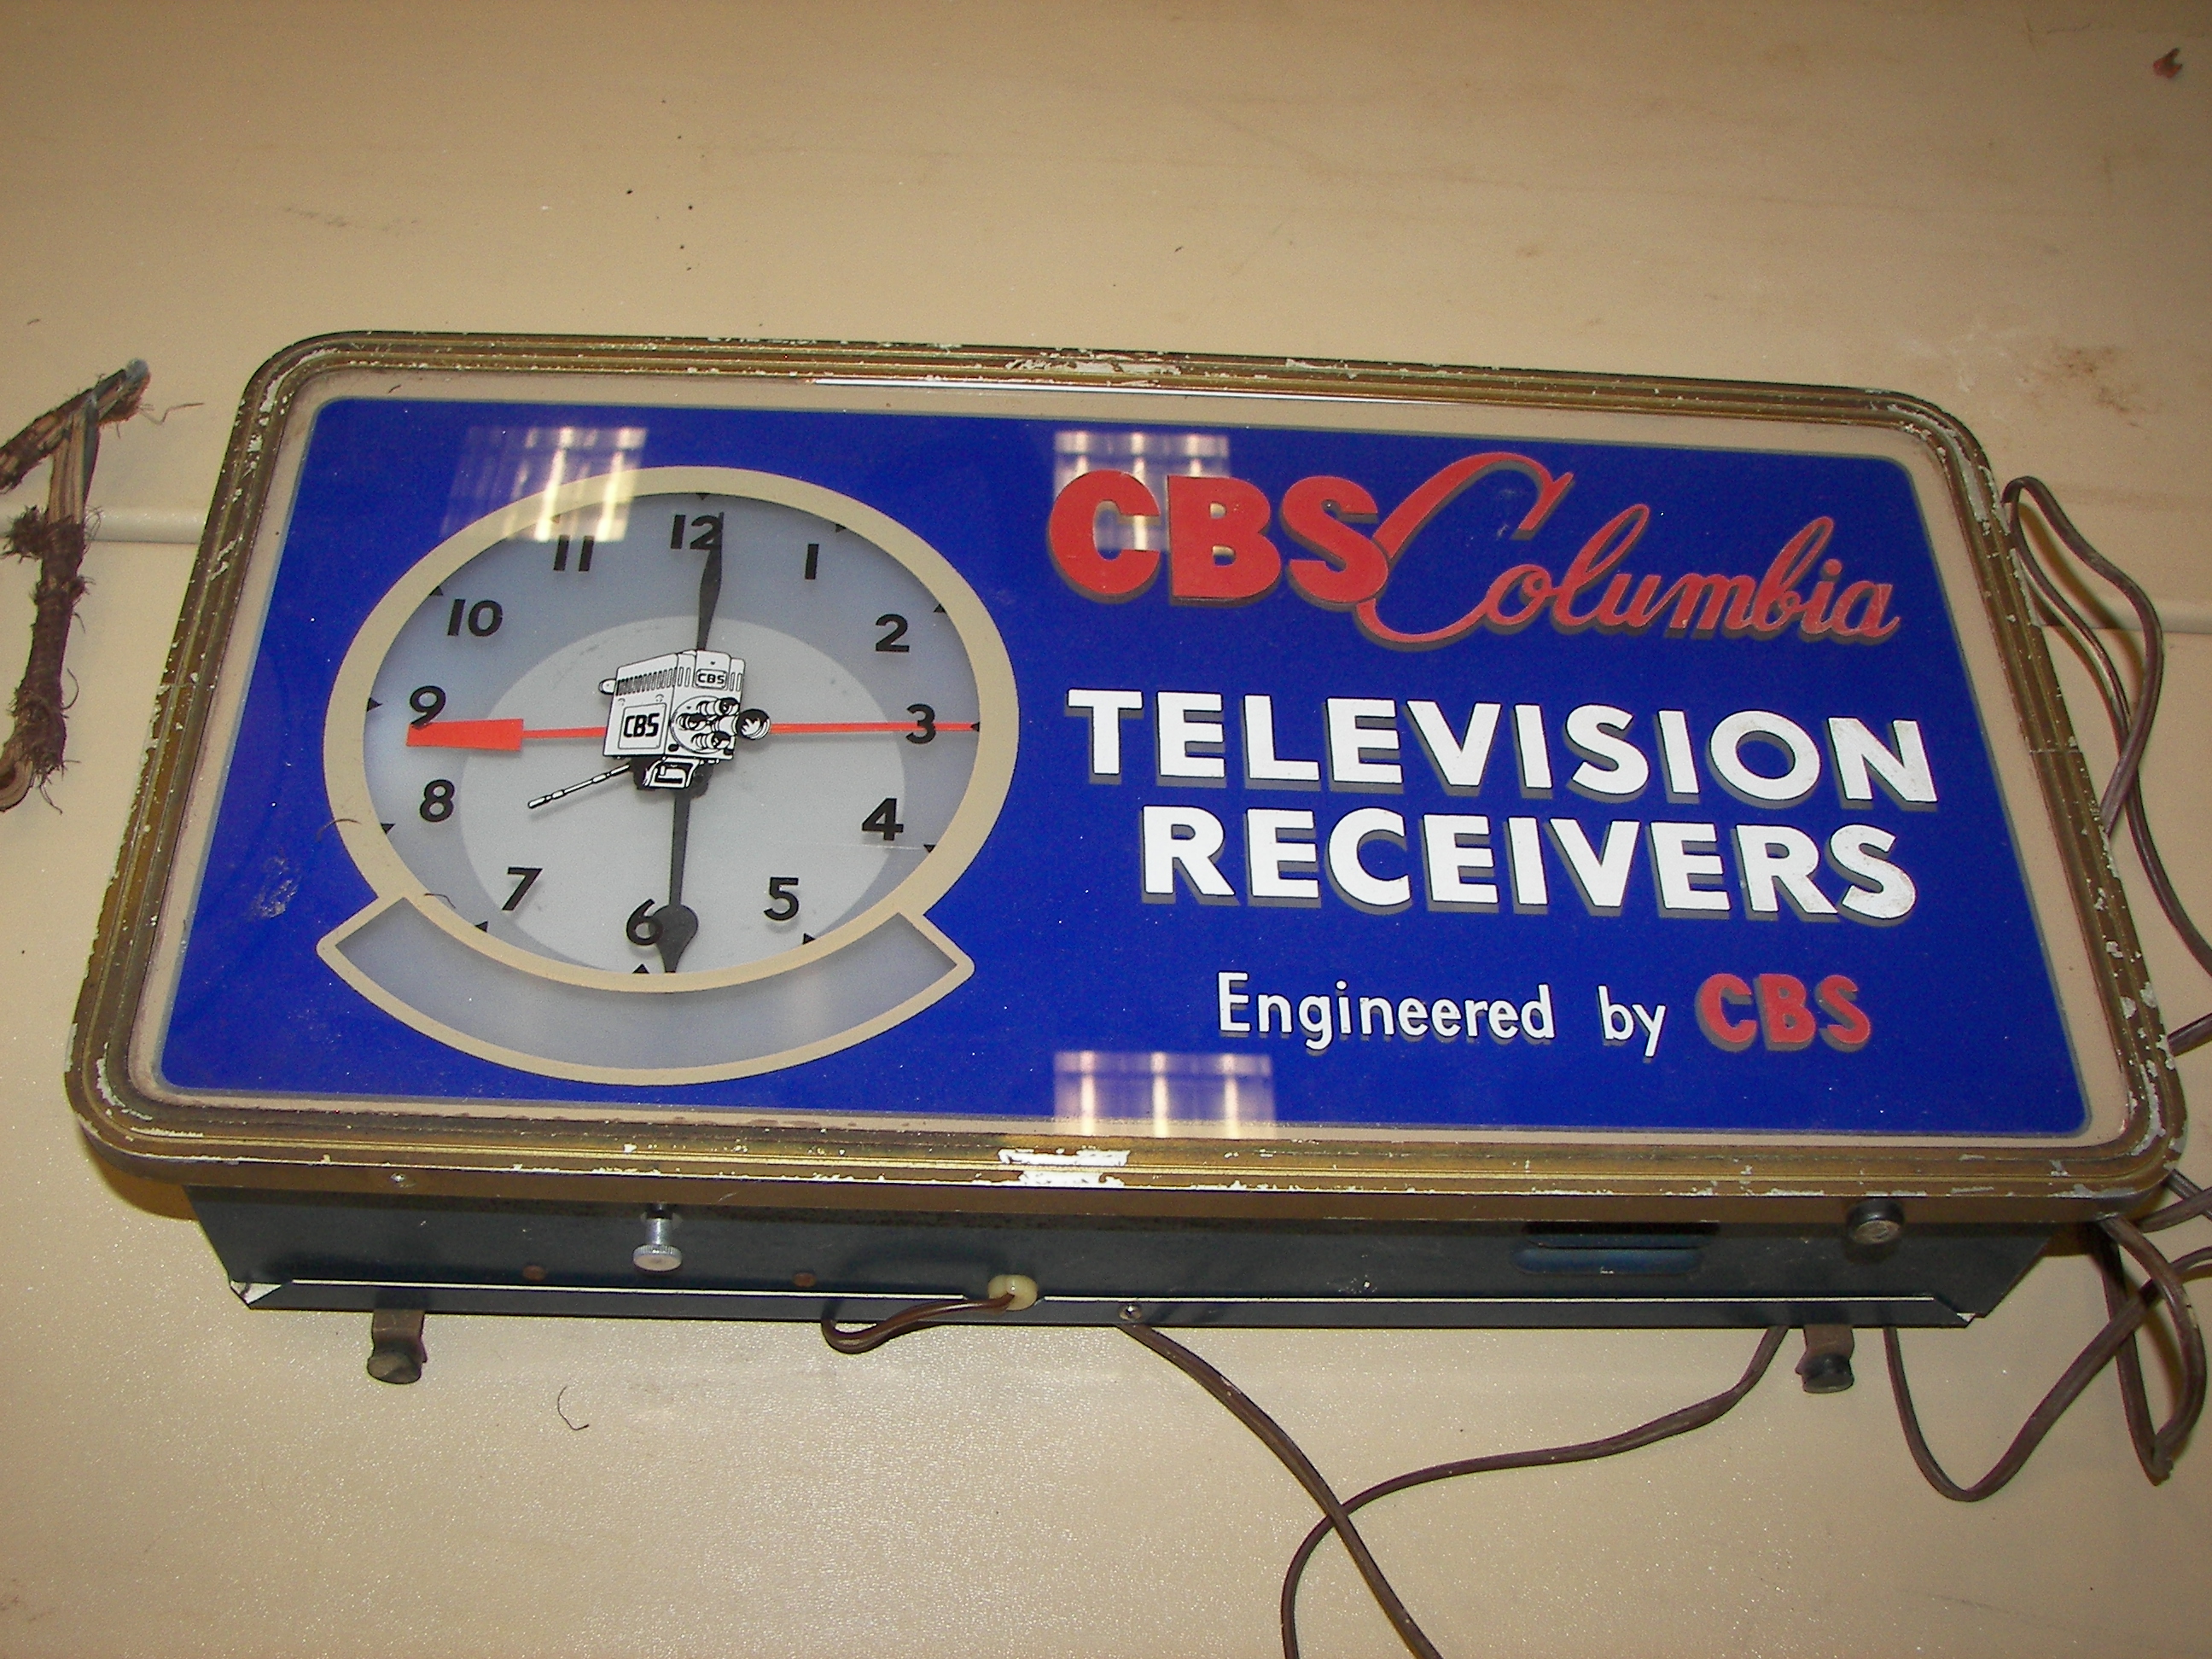 CBS Columbia
TELEVISION
RECEIVERS
Engineered by CBS
12
1
2
3
4
5
6
7
8
9
10
11
CBS
CBS